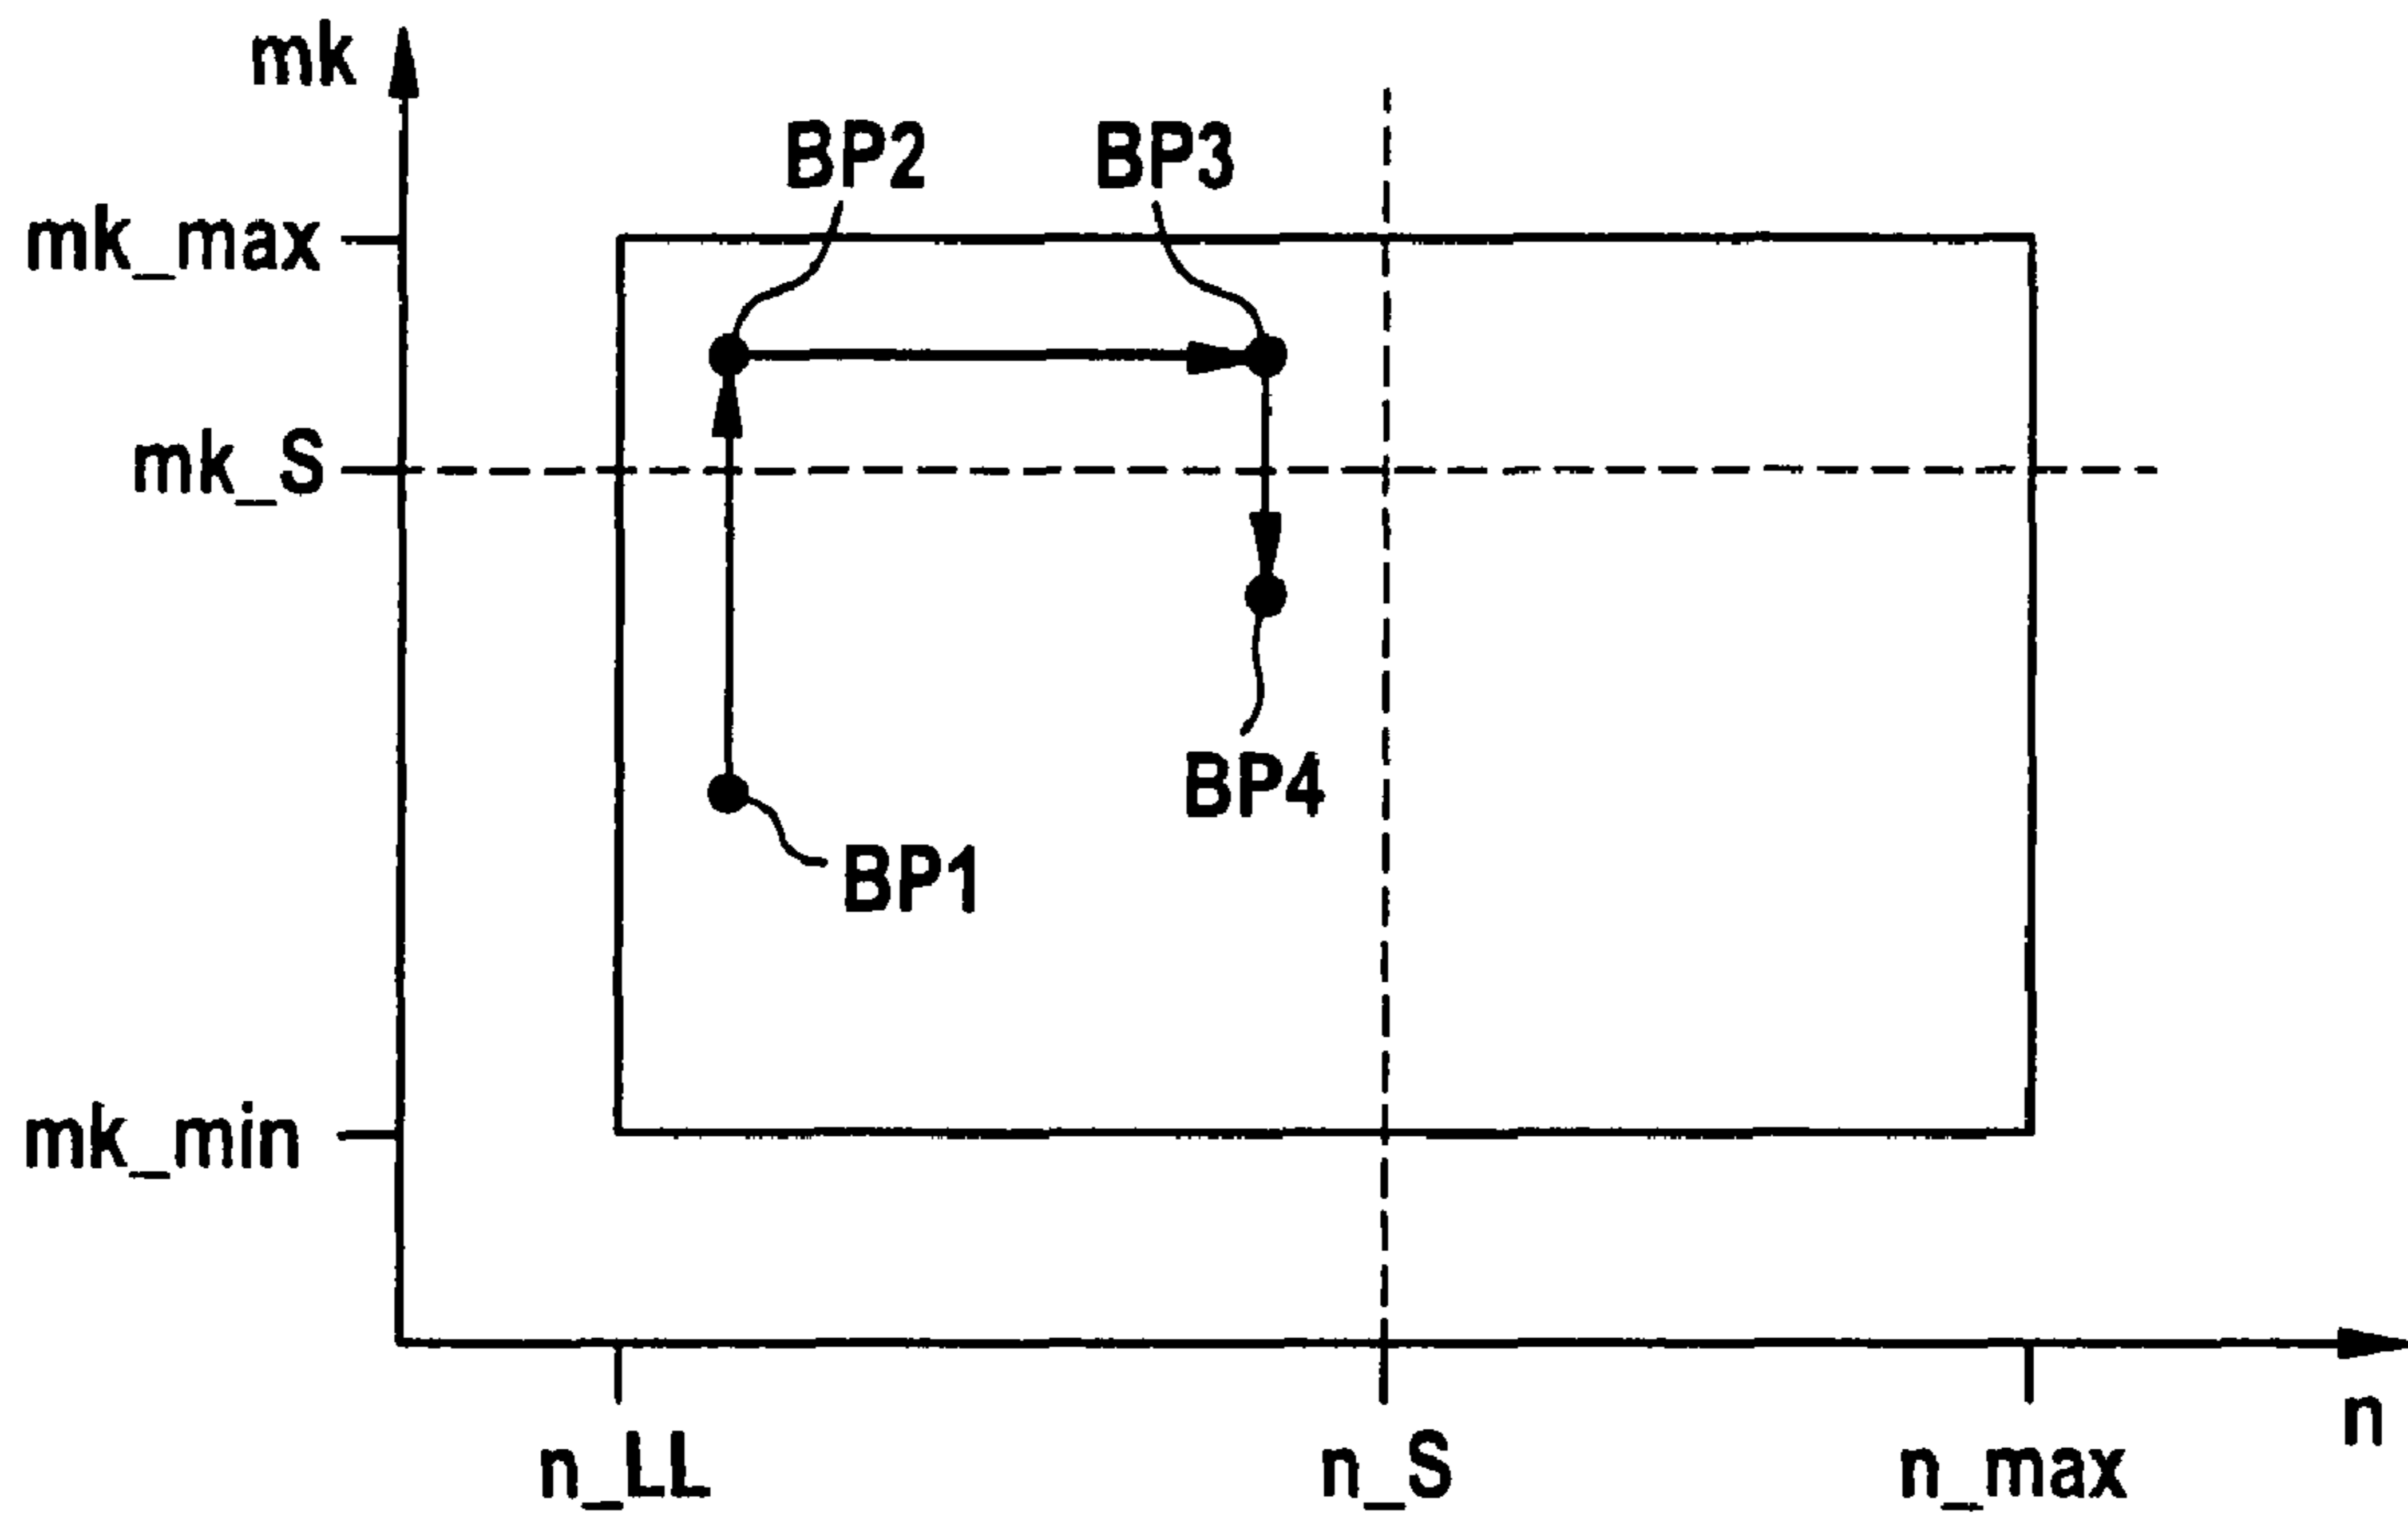 mk
BP2
BP3
mk_max
mk_S
BP4
BP1
mk_min
n
n_LL
n_S
n_max